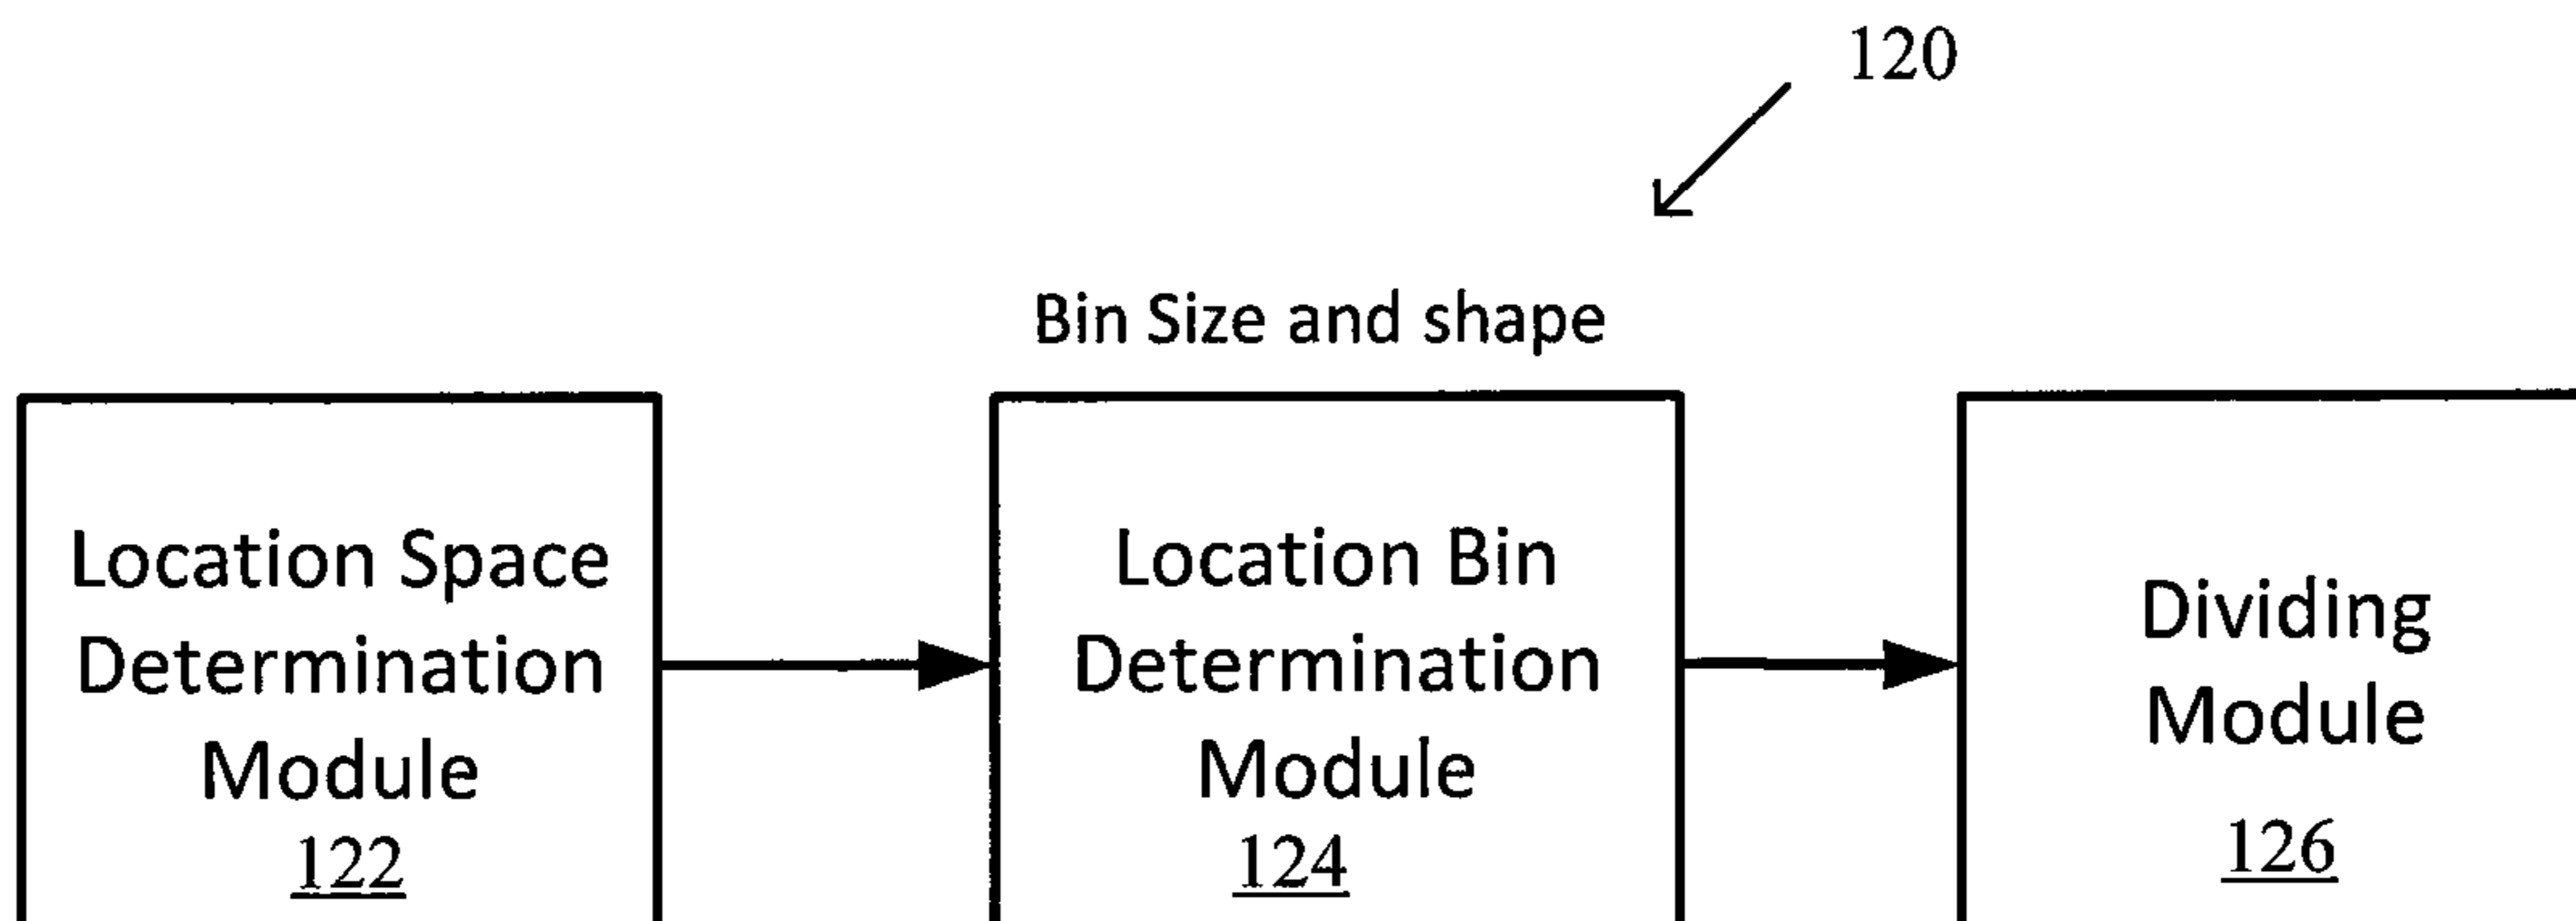 120
Bin Size and shape
Location Space
Determination
Module
122
Location Bin
Determination
Module
124
Dividing
Module
126